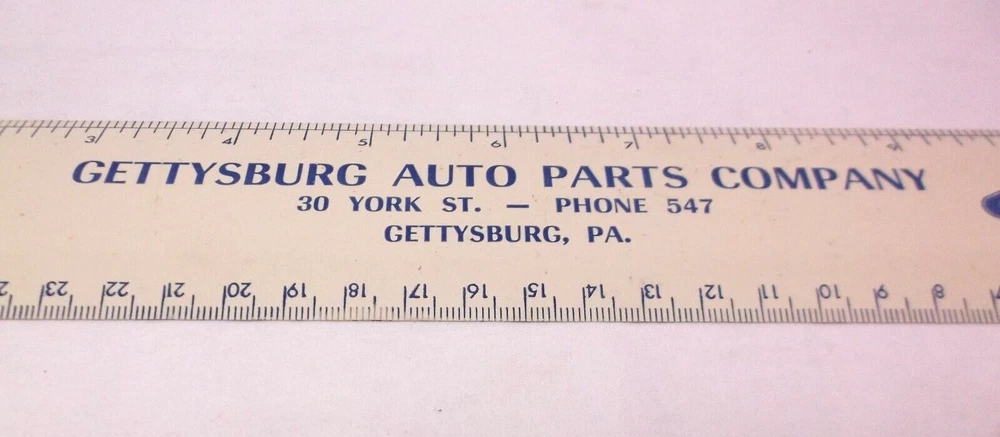 3 4 5 6 7 8 9
GETTYSBURG AUTO PARTS COMPANY
30 YORK ST. — PHONE 547
GETTYSBURG, PA.
23 22 21 20 19 18 17 16 15 14 13 12 11 10 9 8